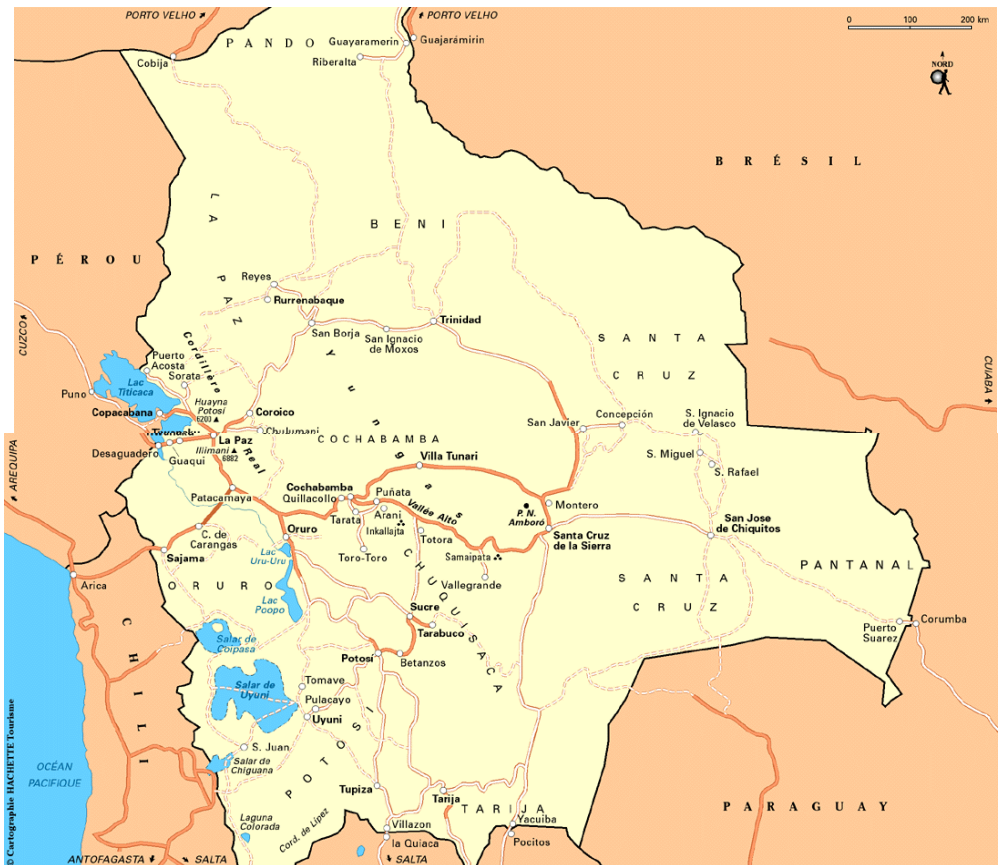 PORTO VELHO
PORTO VELHO
0 100 200 km
PANDO
Guayaramerin
Guajarámirin
Cobija
Riberalta
NORD
BRÉSIL
LA PAZ
BENI
PÉROU
Reyes
Rurrenabaque
Trinidad
San Borja
San Ignacio
de Moxos
CUZCO
SANTA
CRUZ
Yungas
Cordillère
Real
Puerto
Acosta
Sorata
Lac
Titicaca
Puno
Huayna
Potosí
6203
Copacabana
Coroico
CUIABA
Concepción
S. Ignacio
de Velasco
San Javier
Chulumani
La Paz
COCHABAMBA
Desaguadero
Guaqui
Illimani
6882
Villa Tunari
S. Miguel
S. Rafael
AREQUIPA
Patacamaya
Cochabamba
Quillacollo
Puñata
Vallée Alto
Arani
Tarata
Inkallajta
P. N.
Amboró
Montero
San Jose
de Chiquitos
Oruro
C. de
Carangas
Totora
Santa Cruz
de la Sierra
Sajama
Lac
Uru-Uru
Toro-Toro
Samaipata
PANTANAL
Arica
ORURO
Vallegrande
SANTA
CRUZ
Lac
Poopo
CHUQUISACA
Sucre
Tarabuco
Puerto
Suarez
Corumba
CHILI
Salar de
Coipasa
Potosí
Betanzos
Salar de
Uyuni
Tomave
Pulacayo
Uyuni
S. Juan
Salar de
Chiguana
POTOSI
OCÉAN
PACIFIQUE
Tupiza
Tarija
TARIJA
PARAGUAY
Laguna
Colorada
Cord. de Lipez
Villazon
Yacuiba
la Quiaca
Pocitos
ANTOFAGASTA
SALTA
SALTA
© Cartographie HACHETTE Tourisme